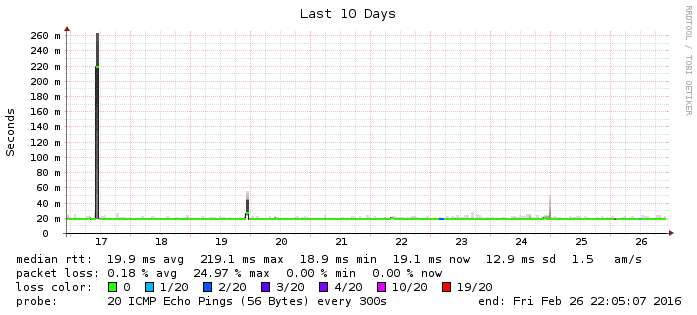 Last 10 Days
RRDTOOL / TOBI OETIKER
Seconds
260 m
240 m
220 m
200 m
180 m
160 m
140 m
120 m
100 m
80 m
60 m
40 m
20 m
0
17 18 19 20 21 22 23 24 25 26
median rtt: 19.9 ms avg 219.1 ms max 18.9 ms min 19.1 ms now 12.9 ms sd 1.5 am/s
packet loss: 0.18 % avg 24.97 % max 0.00 % min 0.00 % now
loss color: 0 1/20 2/20 3/20 4/20 10/20 19/20
probe: 20 ICMP Echo Pings (56 Bytes) every 300s end: Fri Feb 26 22:05:07 2016